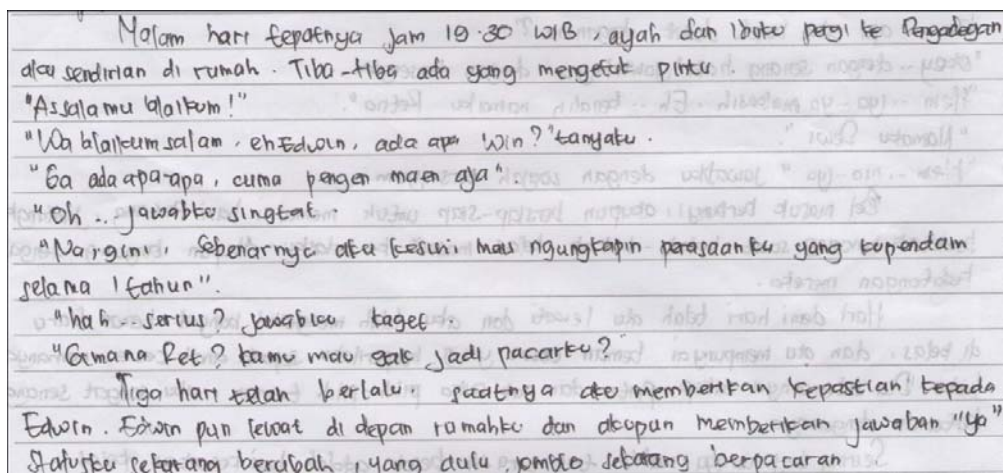 Malam hari tepatnya jam 19.30 WIB, ayah dan Ibuku pergi ke Pengadegan
aku sendirian di rumah. Tiba-tiba ada yang mengetuk pintu.
"Assalamu alaikum!"
"Wa alaikumsalam, eh Edwin, ada apa Win?" tanyaku.
"Ga ada apa-apa, cuma pengen maen aja".
"Oh.. jawabku singkat.
"Na, gini. Sebenarnya aku kesini mau ngungkapin perasaanku yang kupendam
selama 1 tahun".
"hah... serius? jawabku kaget.
"Gimana Ret? kamu mau gak jadi pacarku?"
Tiga hari telah berlalu saatnya aku memberikan kepastian kepada
Edwin. Edwin pun lewat di depan rumahku dan akupun memberikan jawaban "Ya"
Statusku sekarang berubah, yang dulu jomblo sekarang berpacaran